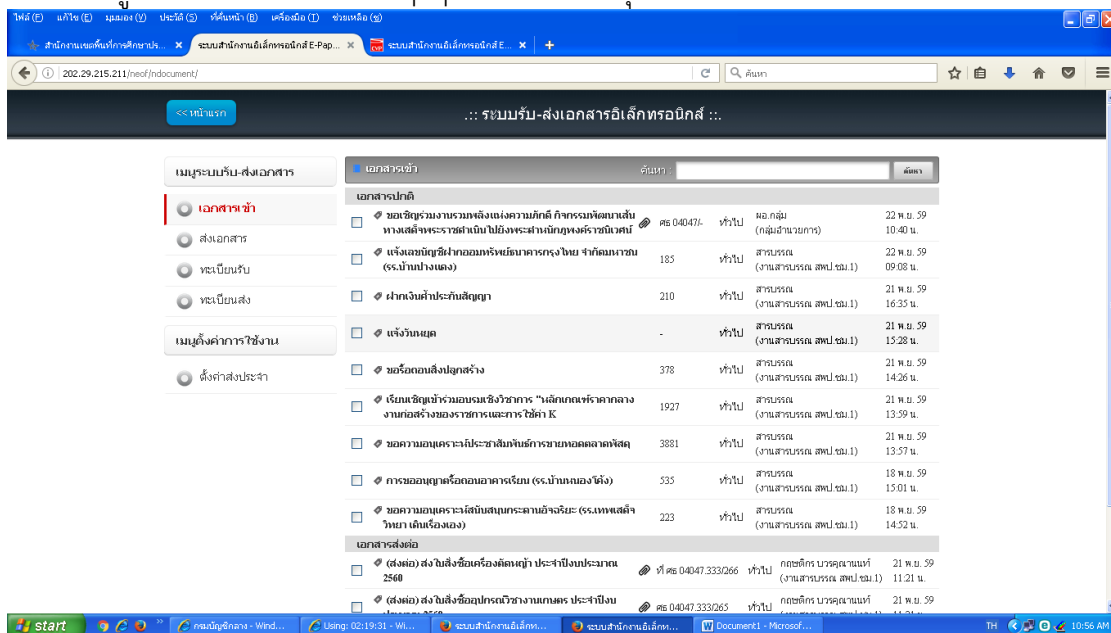 ไฟล์ (F) แก้ไข (E) มุมมอง (V) ประวัติ (S) ที่คั่นหน้า (B) เครื่องมือ (T) ช่วยเหลือ (H)
สำนักงานเขตพื้นที่การศึกษาปร... ระบบสำนักงานอิเล็กทรอนิกส์ E-Pap... ระบบสำนักงานอิเล็กทรอนิกส์ E...
202.29.215.211/neof/ndocument/ ค้นหา
<< หน้าแรก .:: ระบบรับ-ส่งเอกสารอิเล็กทรอนิกส์ ::.
เมนูระบบรับ-ส่งเอกสาร
เอกสารเข้า
ส่งเอกสาร
ทะเบียนรับ
ทะเบียนส่ง
เมนูตั้งค่าการใช้งาน
ตั้งค่าส่งประจำ
เอกสารเข้า ค้นหา : ค้นหา
เอกสารปกติ
ขอเชิญร่วมงานรวมพลังแห่งความภักดี กิจกรรมพัฒนาเส้น ศธ 04047/- ทั่วไป ผอ.กลุ่ม 22 พ.ย. 59
ทางเสด็จพระราชดำเนินไปยังพระตำหนักภูพงค์ราชนิเวศน์ (กลุ่มอำนวยการ) 10:40 น.
แจ้งเลขบัญชีฝากออมทรัพย์ธนาคารกรุงไทย จำกัดมหาชน 185 ทั่วไป สารบรรณ 22 พ.ย. 59
(รร.บ้านปางแดง) (งานสารบรรณ สพป.ชม.1) 09:08 น.
ฝากเงินค้ำประกันสัญญา 210 ทั่วไป สารบรรณ 21 พ.ย. 59
(งานสารบรรณ สพป.ชม.1) 16:35 น.
แจ้งวันหยุด - ทั่วไป สารบรรณ 21 พ.ย. 59
(งานสารบรรณ สพป.ชม.1) 15:28 น.
ขอรื้อถอนสิ่งปลูกสร้าง 378 ทั่วไป สารบรรณ 21 พ.ย. 59
(งานสารบรรณ สพป.ชม.1) 14:26 น.
เรียนเชิญเข้าร่วมอบรมเชิงวิชาการ "หลักเกณฑ์ราคากลาง 1927 ทั่วไป สารบรรณ 21 พ.ย. 59
งานก่อสร้างของราชการและการใช้ค่า K (งานสารบรรณ สพป.ชม.1) 13:59 น.
ขอความอนุเคราะห์ประชาสัมพันธ์การขายทอดตลาดพัสดุ 3881 ทั่วไป สารบรรณ 21 พ.ย. 59
(งานสารบรรณ สพป.ชม.1) 13:57 น.
การขออนุญาตรื้อถอนอาคารเรียน (รร.บ้านหนองโค้ง) 535 ทั่วไป สารบรรณ 18 พ.ย. 59
(งานสารบรรณ สพป.ชม.1) 15:01 น.
ขอความอนุเคราะห์สนับสนุนกระดานอัจฉริยะ (รร.เทพเสด็จ 223 ทั่วไป สารบรรณ 18 พ.ย. 59
วิทยา เดินเรื่องเอง) (งานสารบรรณ สพป.ชม.1) 14:52 น.
เอกสารส่งต่อ
(ส่งต่อ) ส่งใบสั่งซื้อเครื่องตัดหญ้า ประจำปีงบประมาณ ที่ ศธ 04047.333/266 ทั่วไป กฤษติกร บวรคุณานนท์ 21 พ.ย. 59
2560 (งานสารบรรณ สพป.ชม.1) 11:21 น.
(ส่งต่อ) ส่งใบสั่งซื้ออุปกรณ์วิชางานเกษตร ประจำปีงบ ศธ 04047.333/265 ทั่วไป กฤษติกร บวรคุณานนท์ 21 พ.ย. 59
start กรมบัญชีกลาง - Wind... Using: 02:19:31 - Wi... ระบบสำนักงานอิเล็กท... ระบบสำนักงานอิเล็กท... Document1 - Microsof... TH 10:56 AM